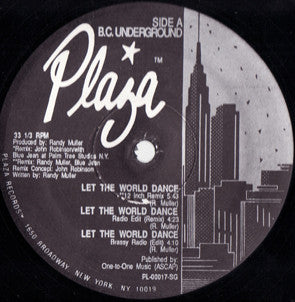 SIDE A
B.C. UNDERGROUND
Plaza
TM
33 1/3 RPM
Produced by: Randy Muller
*Remix: John Robinsonwith
Blue Jean at Palm Tree Studios N.Y.
**Remix: Randy Muller, Blue Jean
Remix Concept: John Robinson
Written by: Randy Muller
LET THE WORLD DANCE
*12 Inch Remix 5:43
(R. Muller)
LET THE WORLD DANCE
Radio Edit (Remix) 4:23
(R. Muller)
LET THE WORLD DANCE
Brassy Radio (Edit) 4:10
(R. Muller)
Published by:
One-to-One Music (ASCAP)
PL-00017-SG
PLAZA RECORDS 1650 BROADWAY, NEW YORK, NY 10019